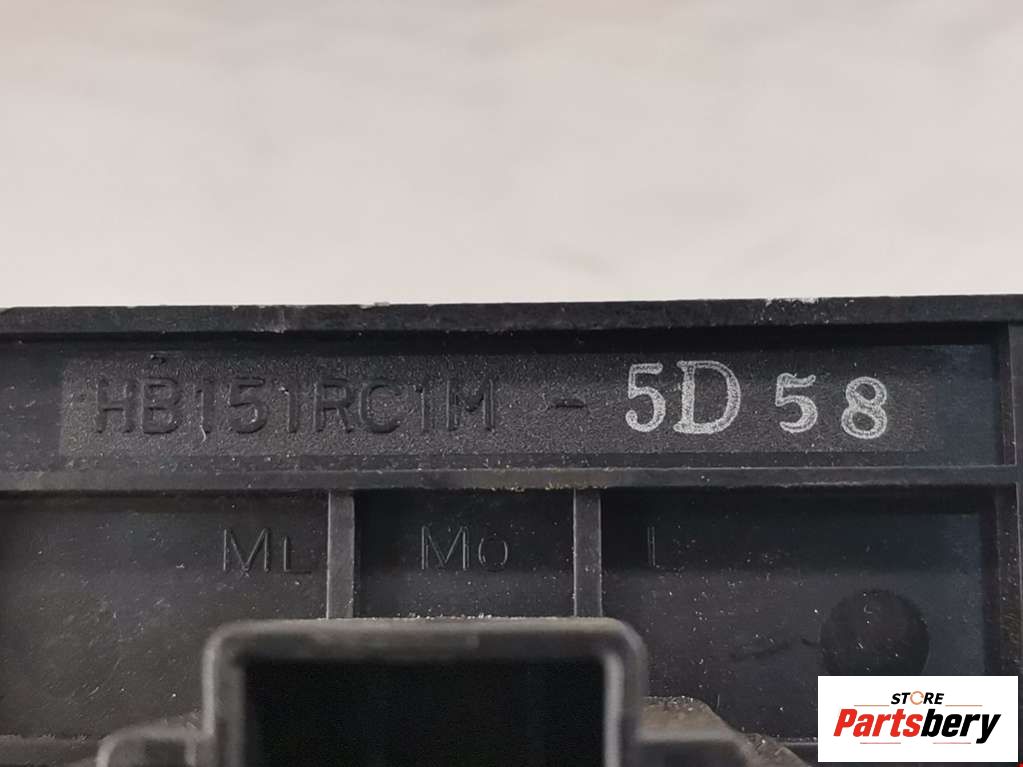 HB151RC1M - 5D58
ML MO L
STORE
Partsbery